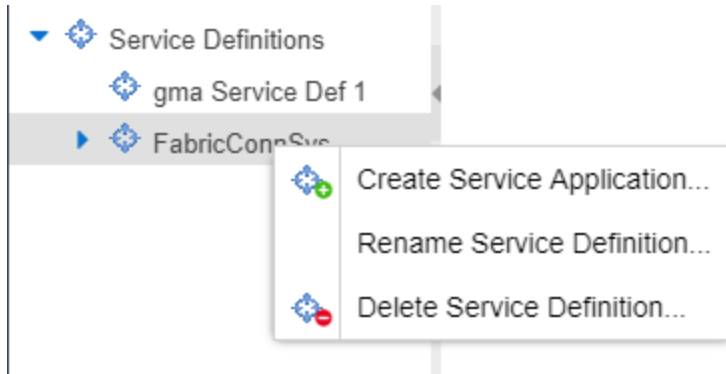 Service Definitions
gma Service Def 1
FabricConnSys
Create Service Application...
Rename Service Definition...
Delete Service Definition...